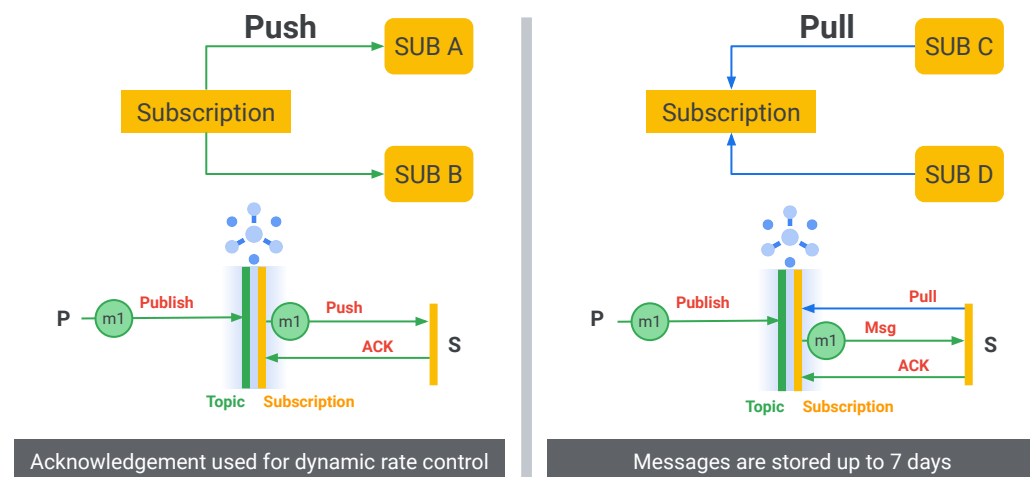 Push
SUB A
Subscription
SUB B
P
m1
Publish
m1
Push
ACK
S
Topic
Subscription
Acknowledgement used for dynamic rate control
Pull
SUB C
Subscription
SUB D
P
m1
Publish
Pull
m1
Msg
ACK
S
Topic
Subscription
Messages are stored up to 7 days